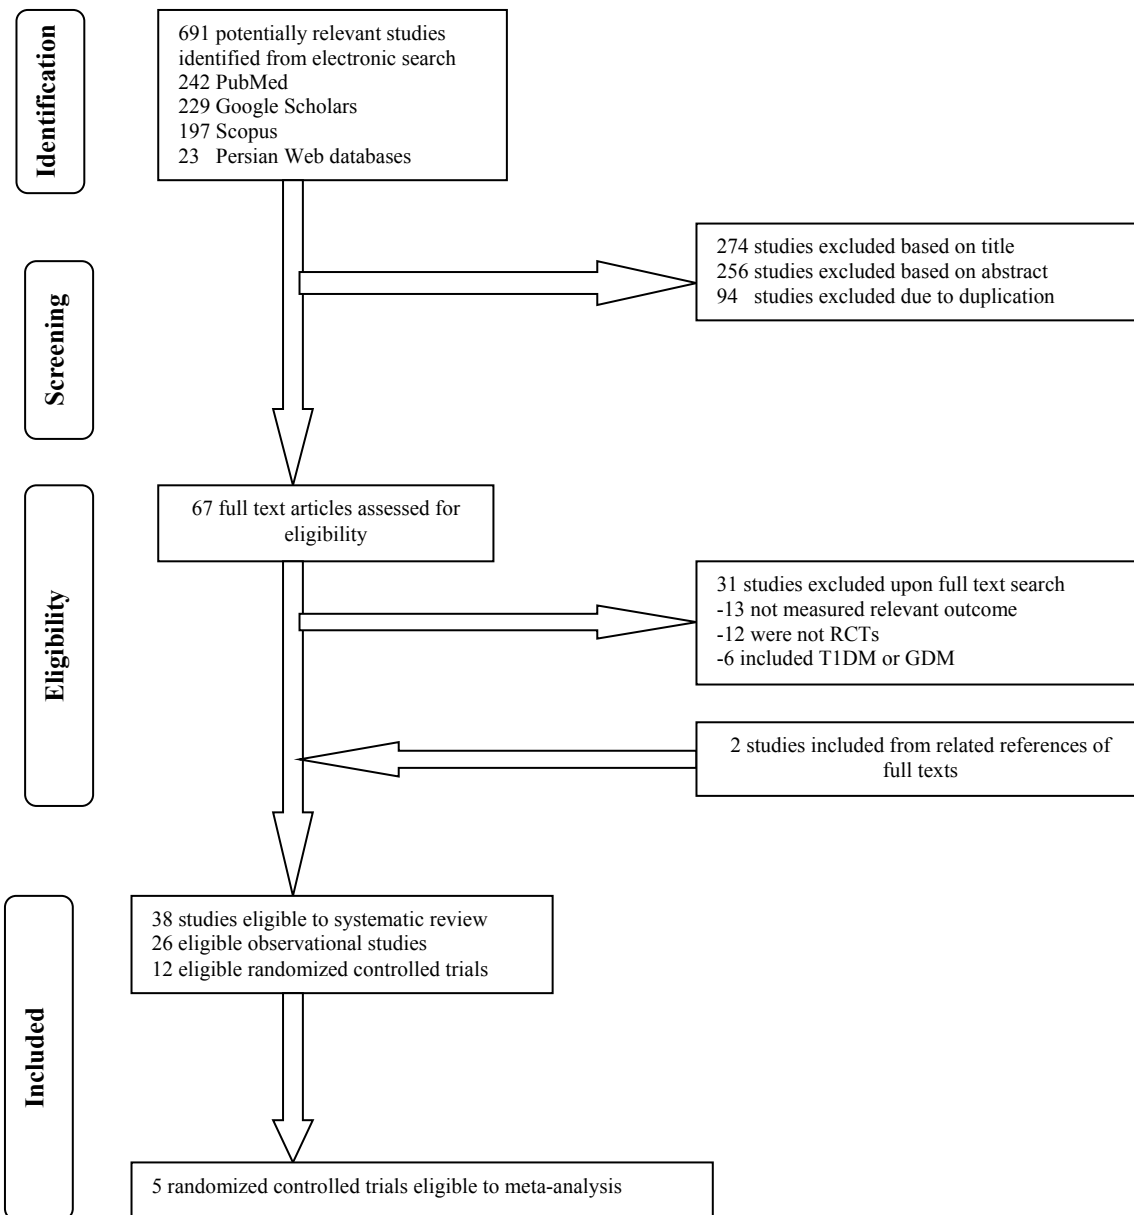 Identification
691 potentially relevant studies
identified from electronic search
242 PubMed
229 Google Scholars
197 Scopus
23 Persian Web databases
Screening
274 studies excluded based on title
256 studies excluded based on abstract
94 studies excluded due to duplication
Eligibility
67 full text articles assessed for
eligibility
31 studies excluded upon full text search
-13 not measured relevant outcome
-12 were not RCTs
-6 included T1DM or GDM
2 studies included from related references of
full texts
Included
38 studies eligible to systematic review
26 eligible observational studies
12 eligible randomized controlled trials
5 randomized controlled trials eligible to meta-analysis